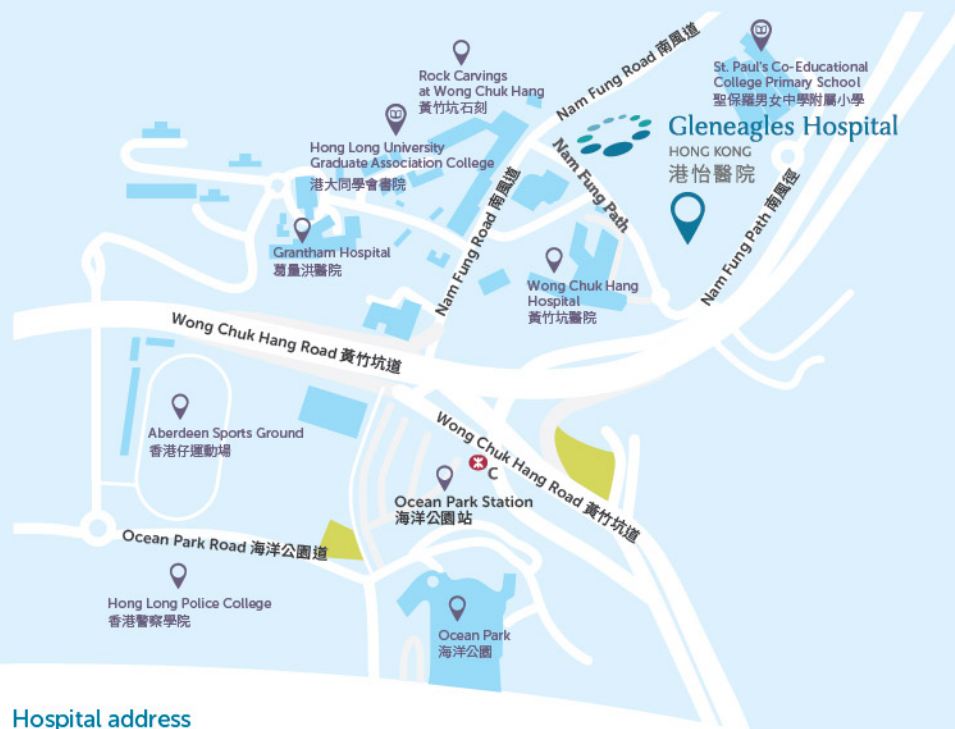 Nam Fung Road 南風道
St. Paul's Co-Educational
College Primary School
聖保羅男女中學附屬小學
Rock Carvings
at Wong Chuk Hang
黃竹坑石刻
Gleneagles Hospital
HONG KONG
港怡醫院
Hong Long University
Graduate Association College
港大同學會書院
Nam Fung Path
Nam Fung Road 南風道
Nam Fung Path 南風徑
Grantham Hospital
葛量洪醫院
Wong Chuk Hang
Hospital
黃竹坑醫院
Wong Chuk Hang Road 黃竹坑道
Aberdeen Sports Ground
香港仔運動場
Wong Chuk Hang Road 黃竹坑道
C
Ocean Park Station
海洋公園站
Ocean Park Road 海洋公園道
Hong Long Police College
香港警察學院
Ocean Park
海洋公園
Hospital address